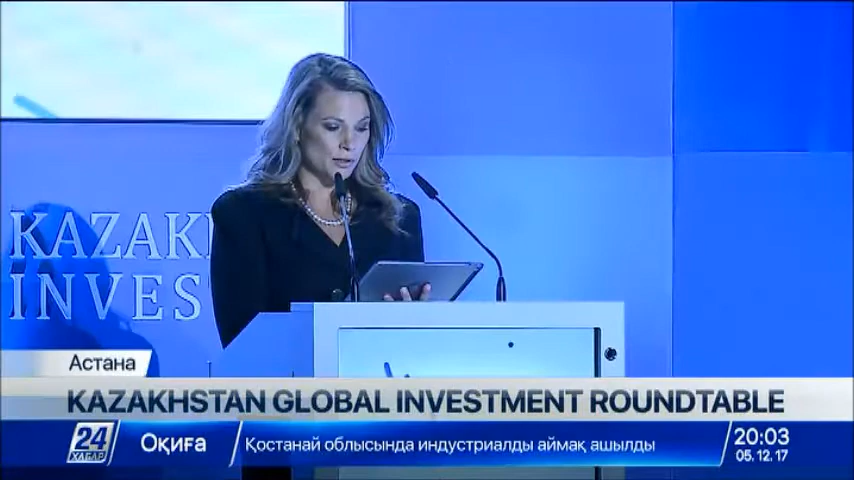 KAZAKH
INVEST
Астана
KAZAKHSTAN GLOBAL INVESTMENT ROUNDTABLE
24
ХАБАР
Оқиға
Қостанай облысында индустриалды аймақ ашылды
20:03
05.12.17